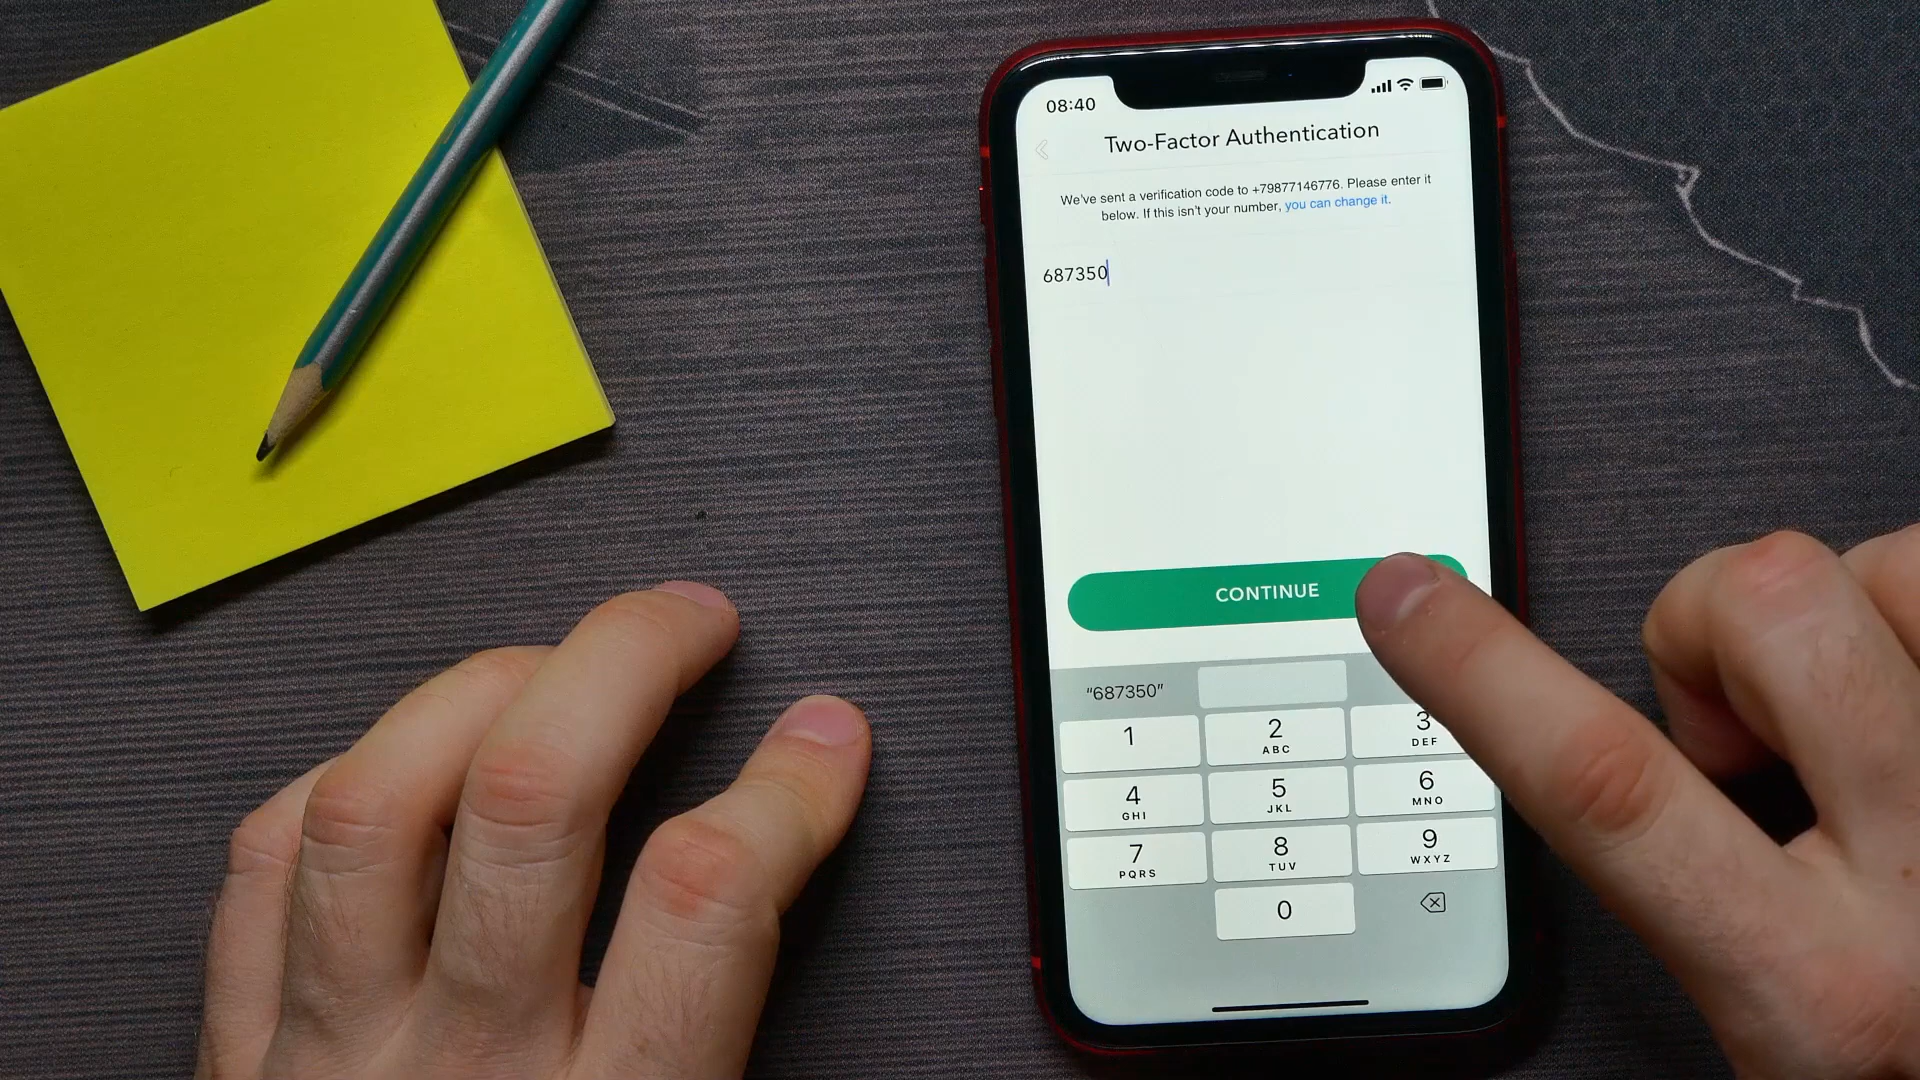 08:40
Two-Factor Authentication
We've sent a verification code to +79877146776. Please enter it
below. If this isn't your number, you can change it.
687350
CONTINUE
“687350”
1
2
ABC
3
DEF
4
GHI
5
JKL
6
MNO
7
PQRS
8
TUV
9
WXYZ
0